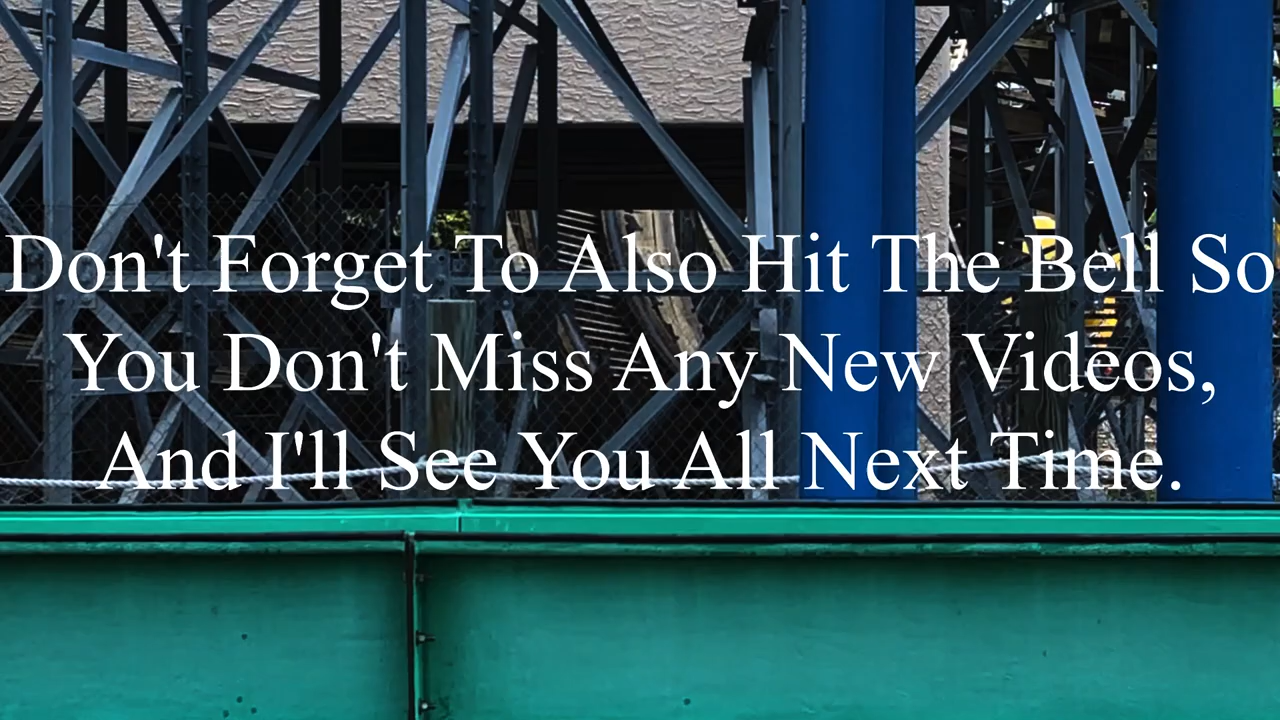 Don't Forget To Also Hit The Bell So
You Don't Miss Any New Videos,
And I'll See You All Next Time.